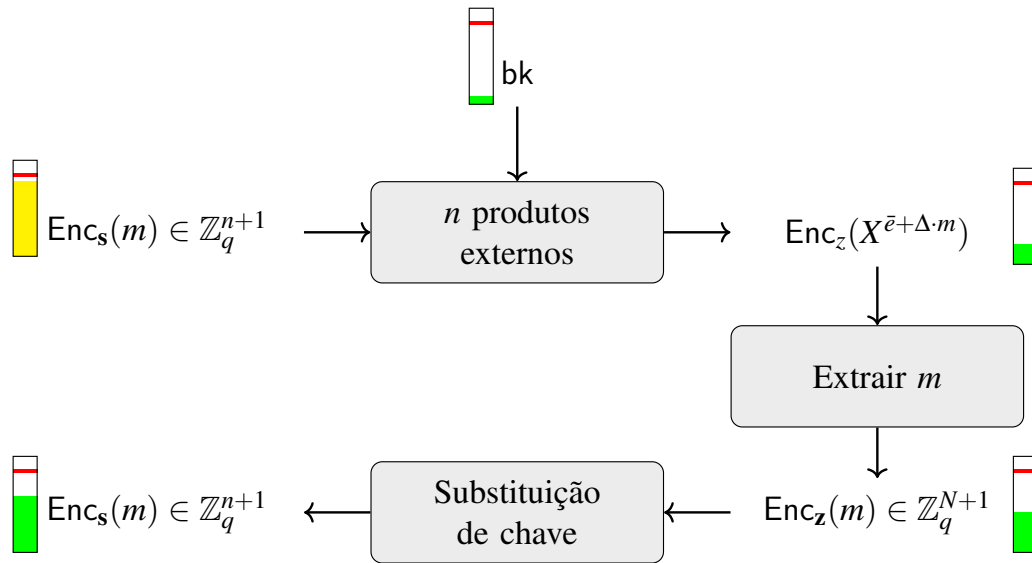 bk
Enc_s(m) ∈ ℤ_q^{n+1}
n produtos
externos
Enc_z(X^{ē+Δ·m})
Extrair m
Enc_s(m) ∈ ℤ_q^{n+1}
Substituição
de chave
Enc_z(m) ∈ ℤ_q^{N+1}